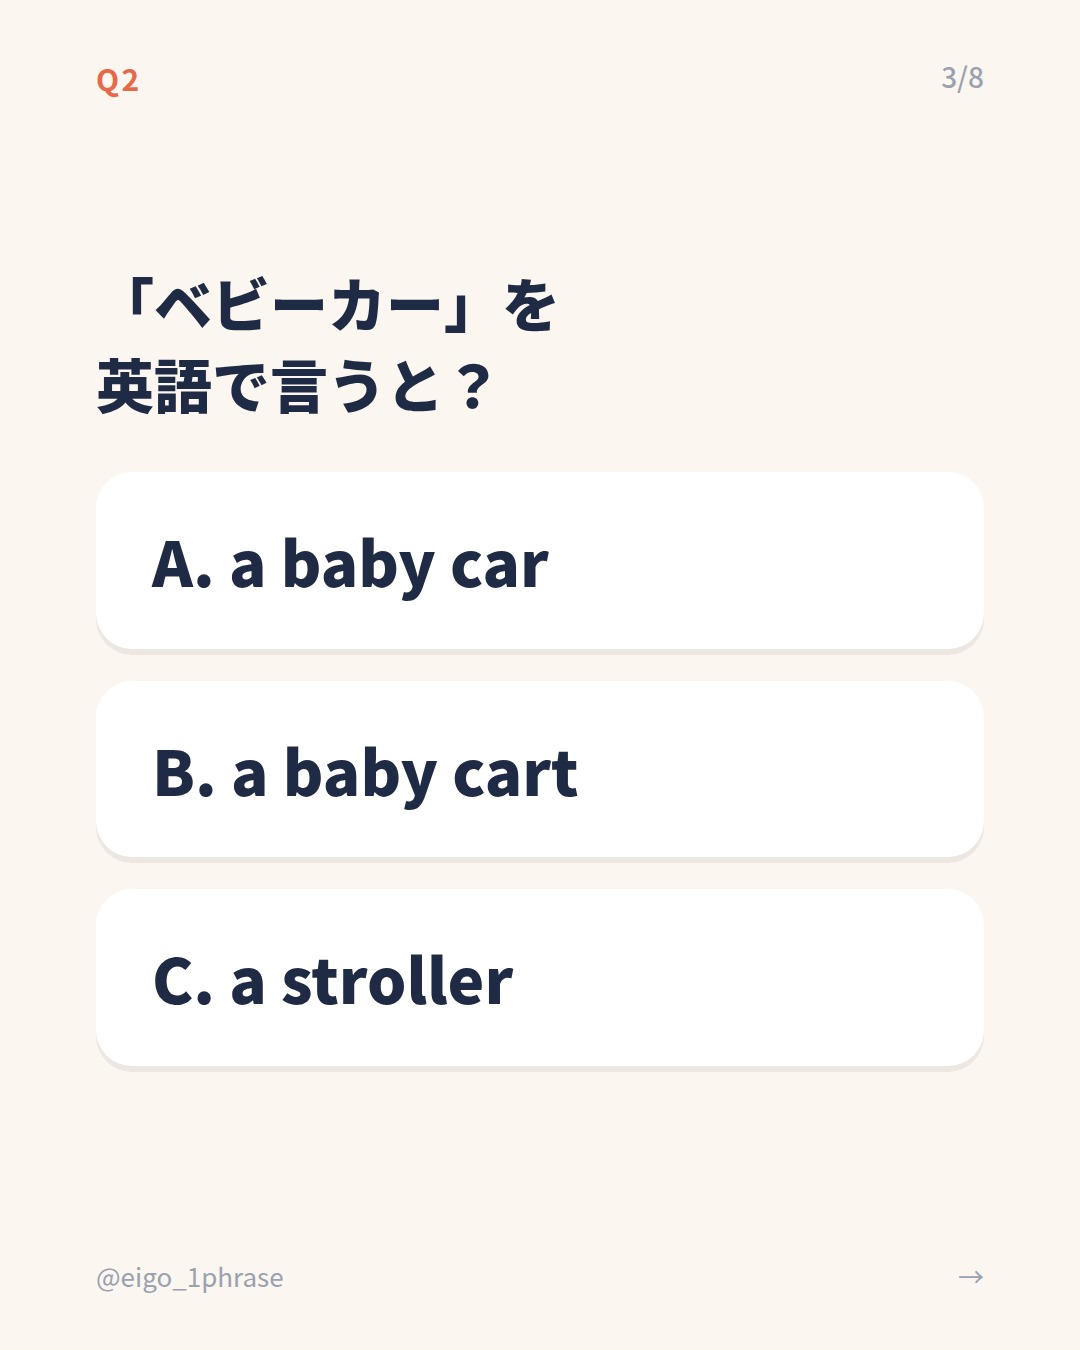 Q2
3/8
「ベビーカー」を
英語で言うと？
A. a baby car
B. a baby cart
C. a stroller
@eigo_1phrase
→